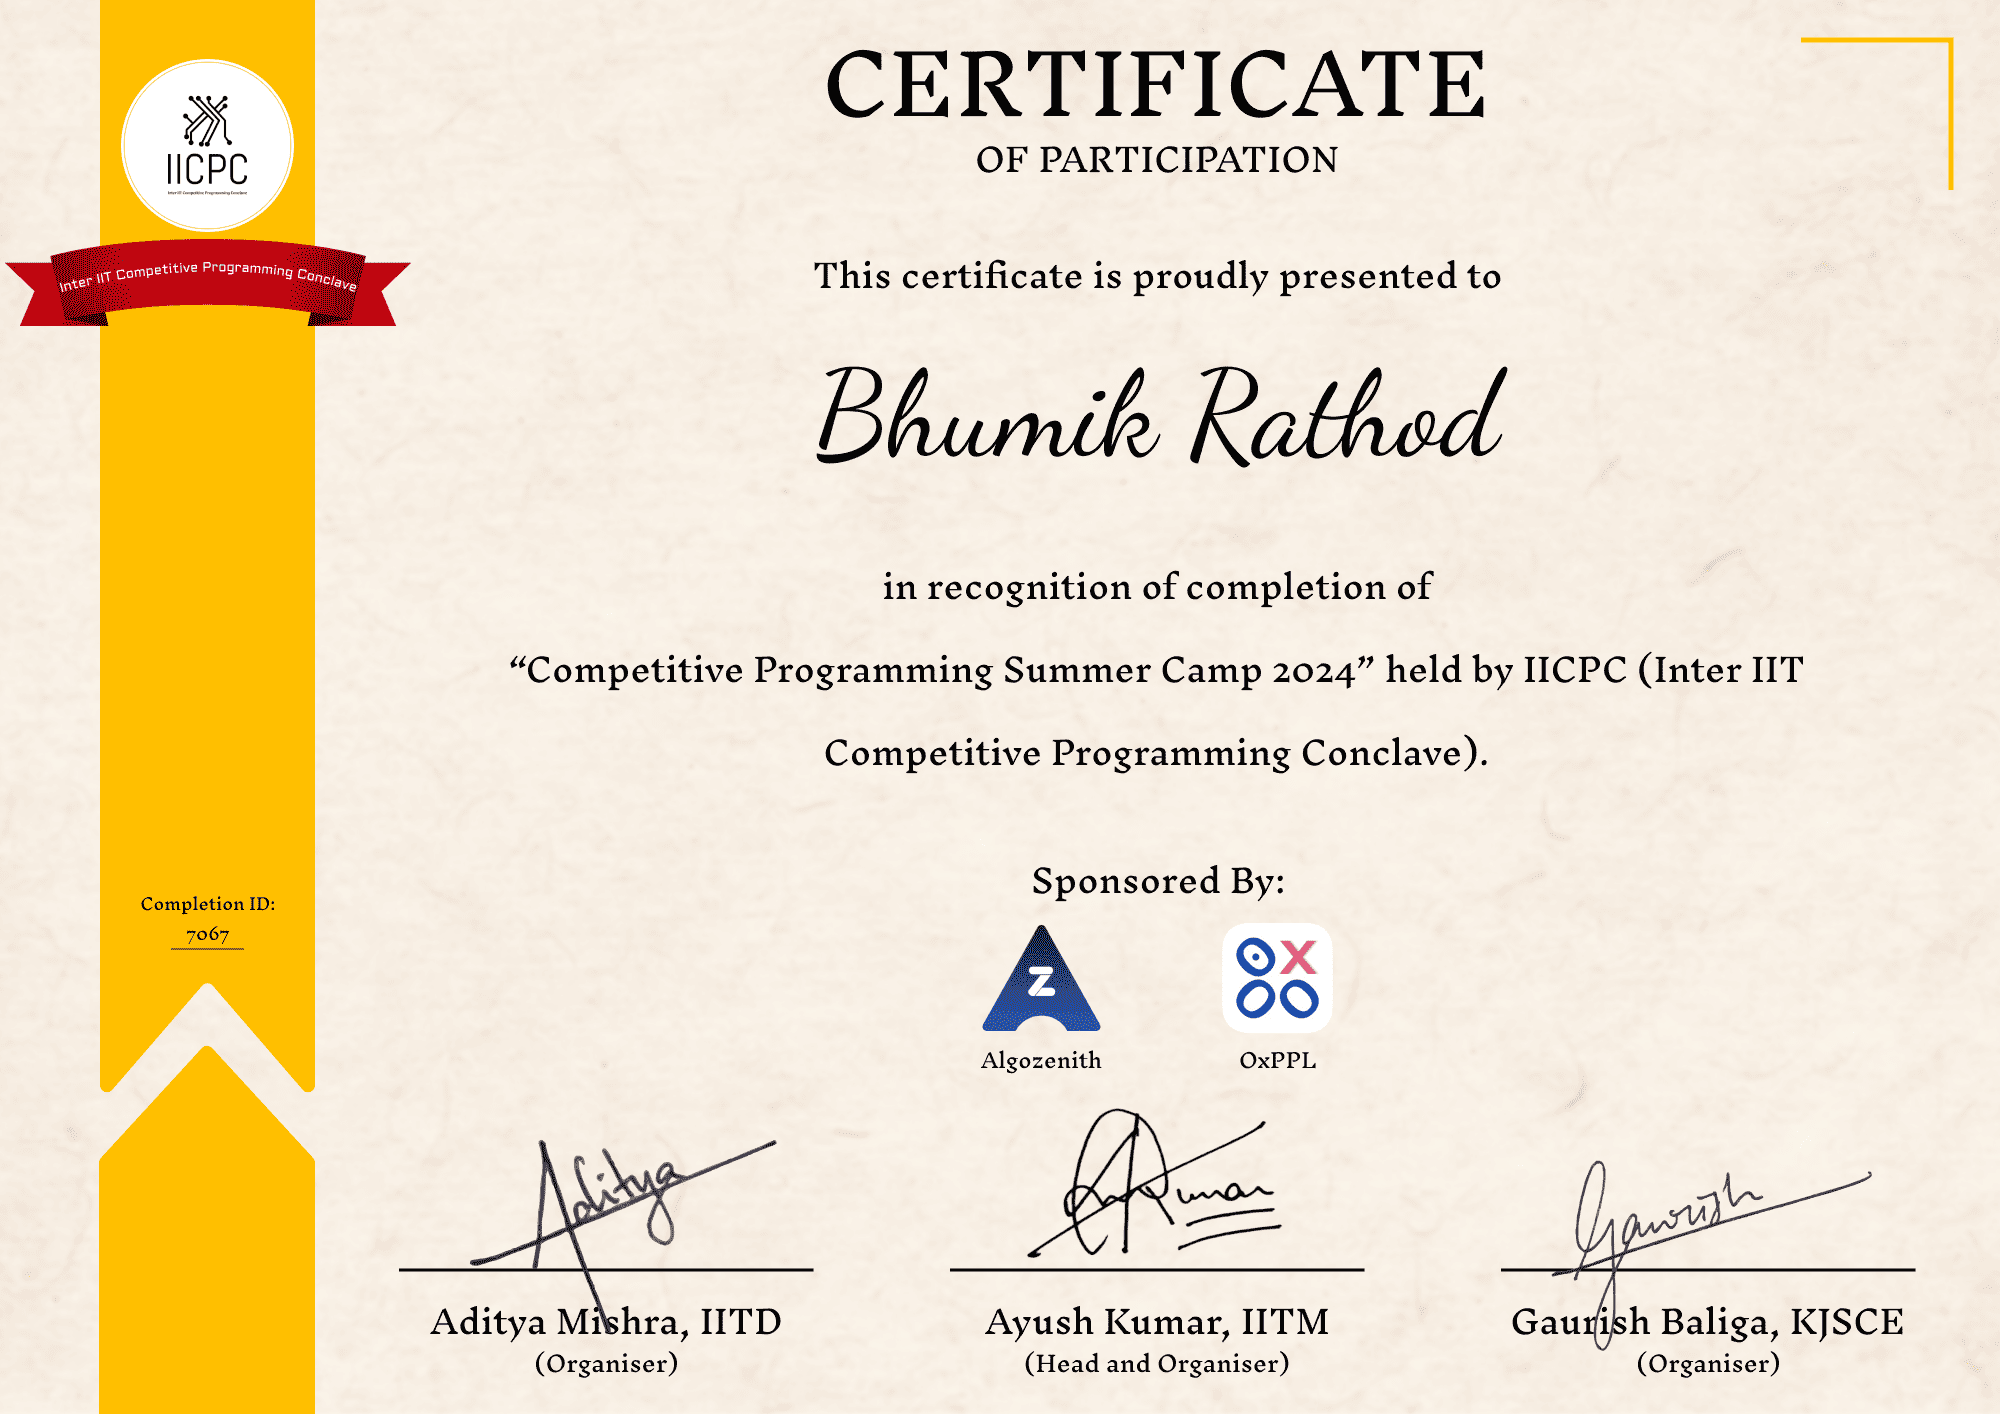 CERTIFICATE
OF PARTICIPATION
IICPC
Inter IIT Competitive Programming Conclave
Inter IIT Competitive Programming Conclave
This certificate is proudly presented to
Bhumik Rathod
in recognition of completion of
“Competitive Programming Summer Camp 2024” held by IICPC (Inter IIT
Competitive Programming Conclave).
Completion ID:
7067
Sponsored By:
Z
Algozenith
OXPPL
Aditya
Kumar
Gaurish
Aditya Mishra, IITD
(Organiser)
Ayush Kumar, IITM
(Head and Organiser)
Gaurish Baliga, KJSCE
(Organiser)